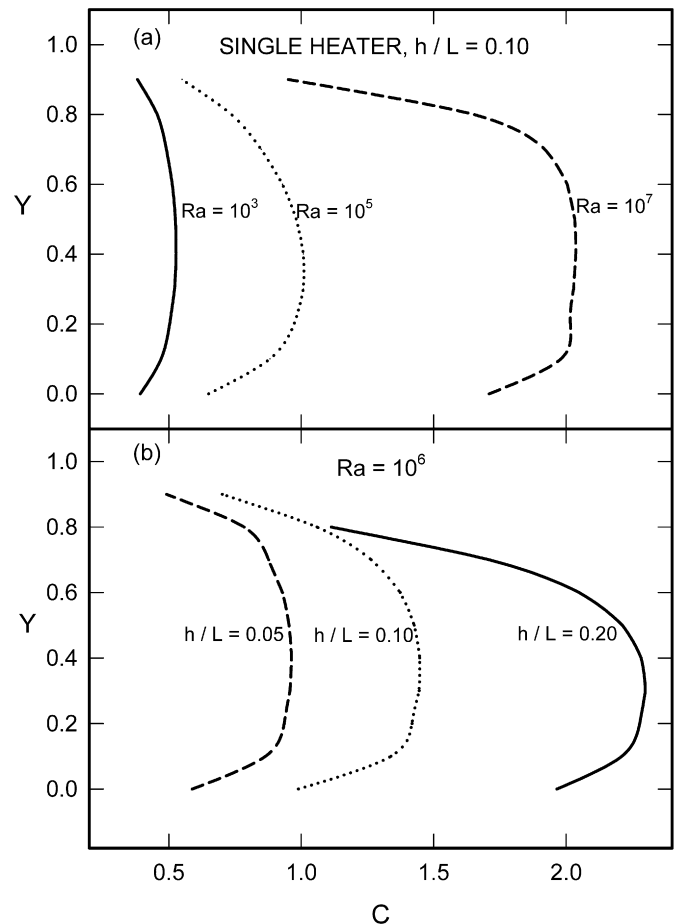 (a)
SINGLE HEATER, h / L = 0.10
1.0
0.8
0.6
Y
Ra = 10³
Ra = 10⁵
Ra = 10⁷
0.4
0.2
0.0
(b)
Ra = 10⁶
1.0
0.8
0.6
Y
h / L = 0.05
h / L = 0.10
h / L = 0.20
0.4
0.2
0.0
0.5
1.0
1.5
2.0
C